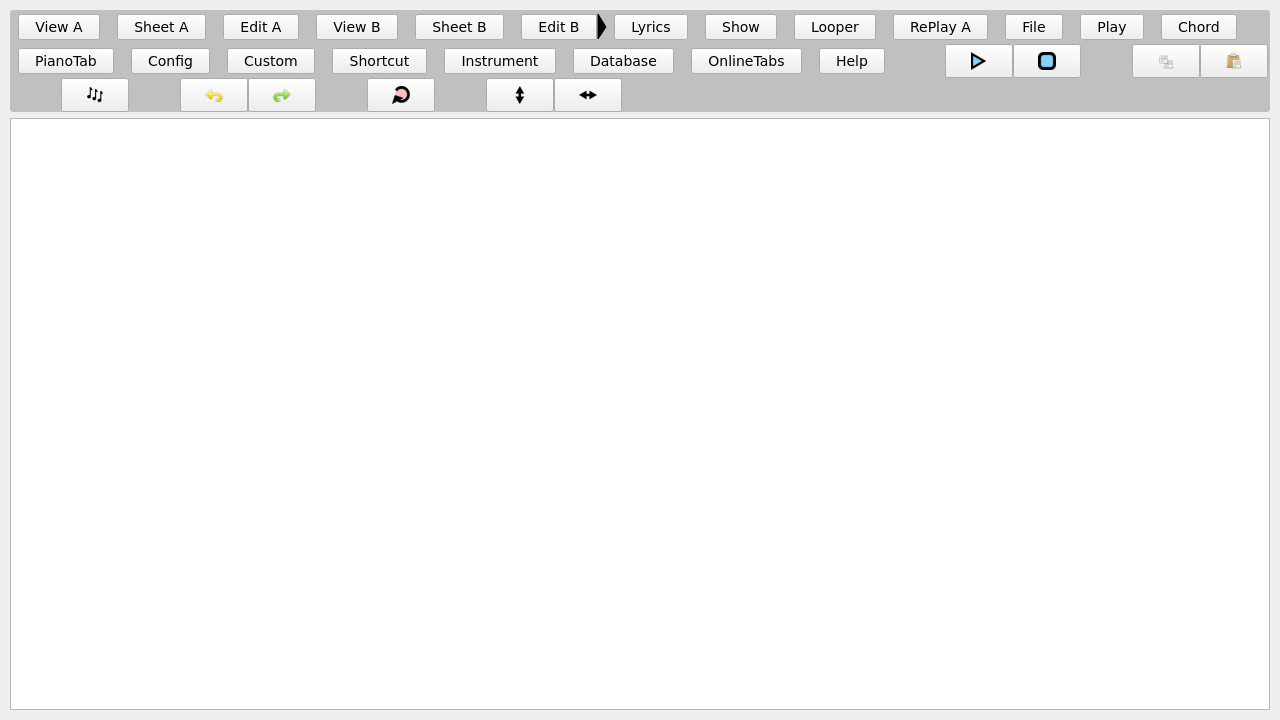 View A Sheet A Edit A View B Sheet B Edit B Lyrics Show Looper RePlay A File Play Chord
PianoTab Config Custom Shortcut Instrument Database OnlineTabs Help